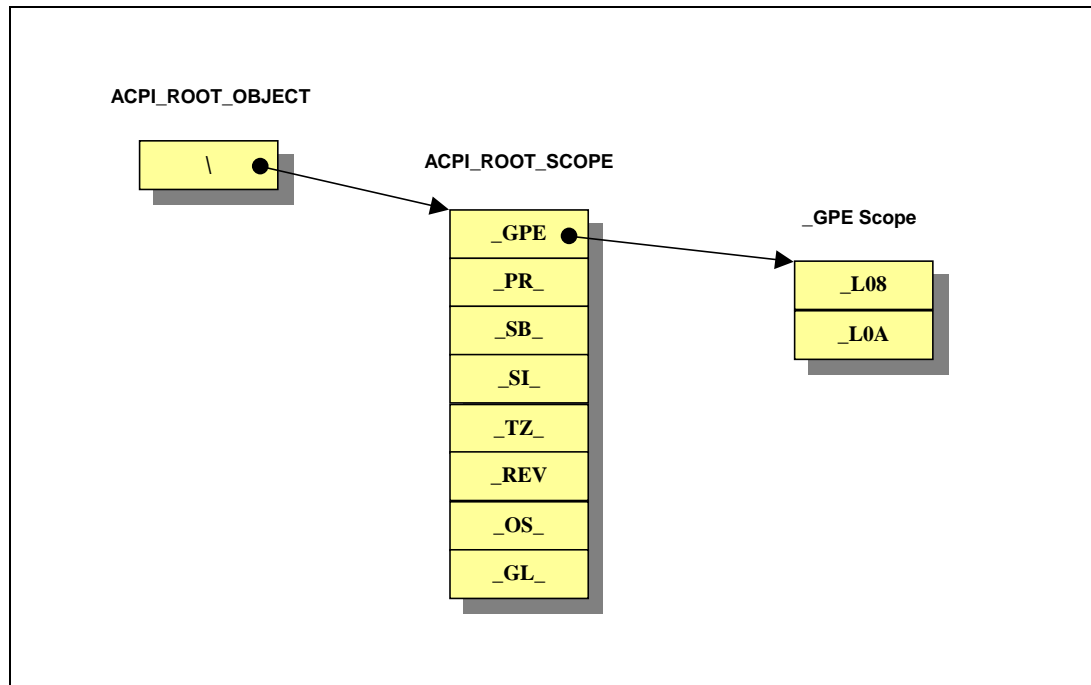 ACPI_ROOT_OBJECT
\
ACPI_ROOT_SCOPE
_GPE
_PR_
_SB_
_SI_
_TZ_
_REV
_OS_
_GL_
_GPE Scope
_L08
_L0A